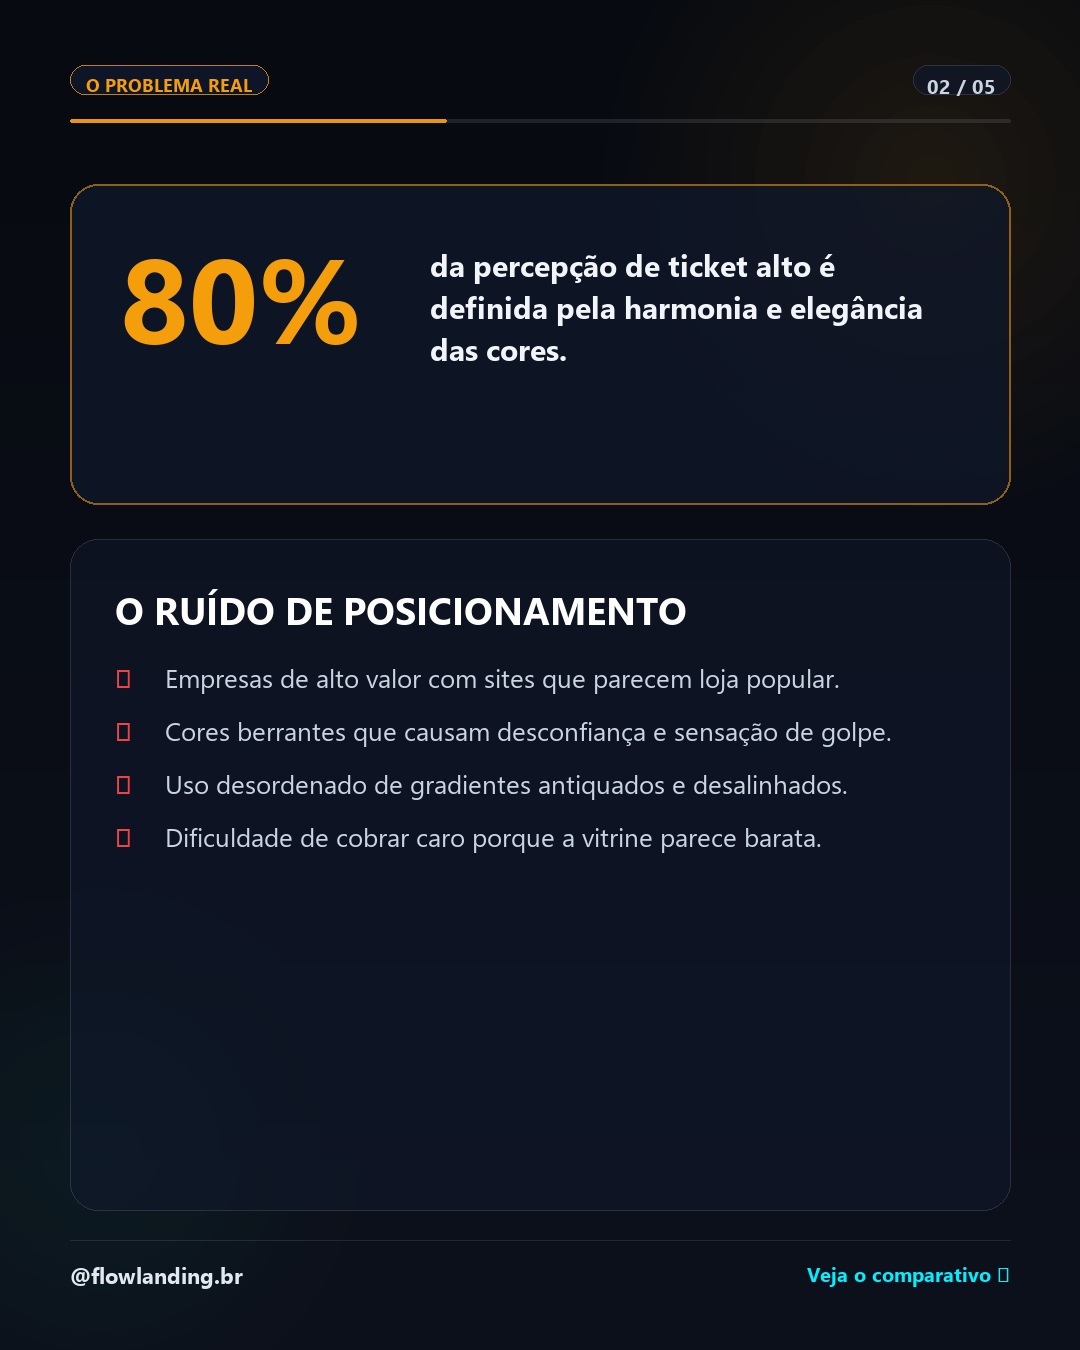 O PROBLEMA REAL
02 / 05
80%
da percepção de ticket alto é
definida pela harmonia e elegância
das cores.
O RUÍDO DE POSICIONAMENTO
Empresas de alto valor com sites que parecem loja popular.
Cores berrantes que causam desconfiança e sensação de golpe.
Uso desordenado de gradientes antiquados e desalinhados.
Dificuldade de cobrar caro porque a vitrine parece barata.
@flowlanding.br
Veja o comparativo